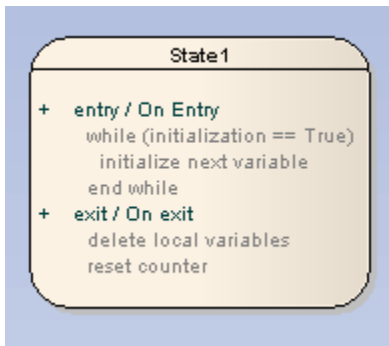 State1
+ entry / On Entry
while (initialization == True)
initialize next variable
end while
+ exit / On exit
delete local variables
reset counter